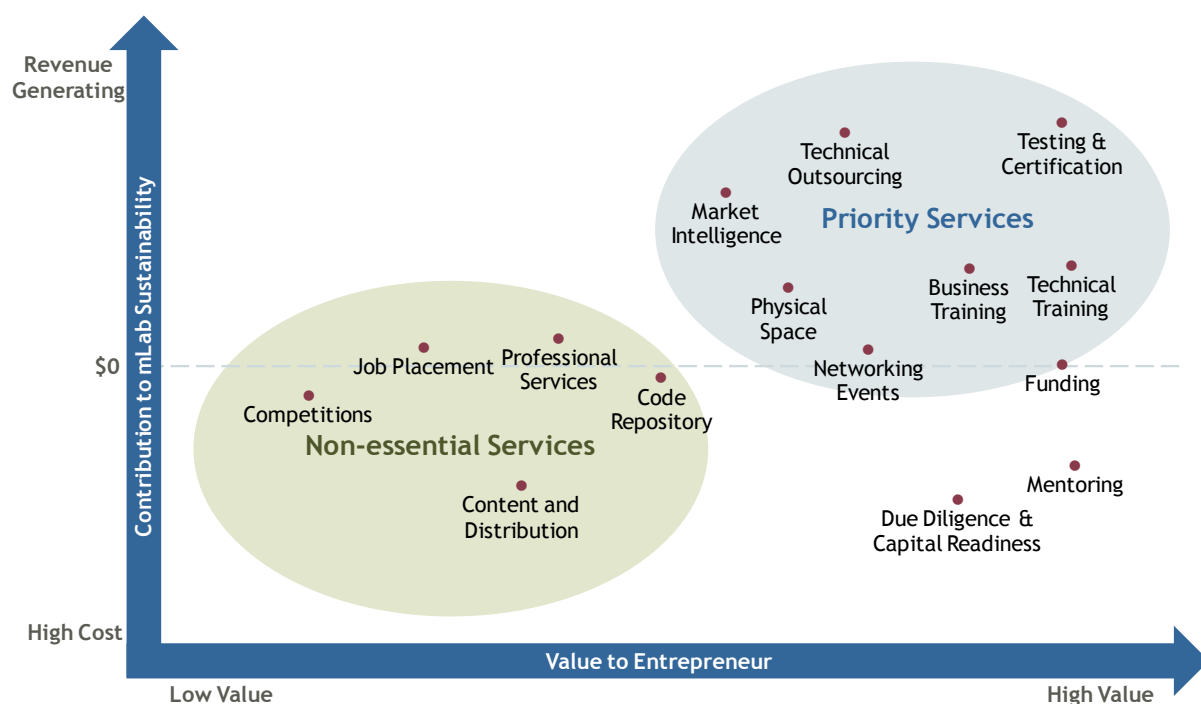 Revenue
Generating
Contribution to mLab Sustainability
$0
High Cost
Technical
Outsourcing
Testing &
Certification
Market
Intelligence
Priority Services
Physical
Space
Business
Training
Technical
Training
Networking
Events
Funding
Job Placement
Professional
Services
Code
Repository
Competitions
Non-essential Services
Content and
Distribution
Mentoring
Due Diligence &
Capital Readiness
Value to Entrepreneur
Low Value
High Value